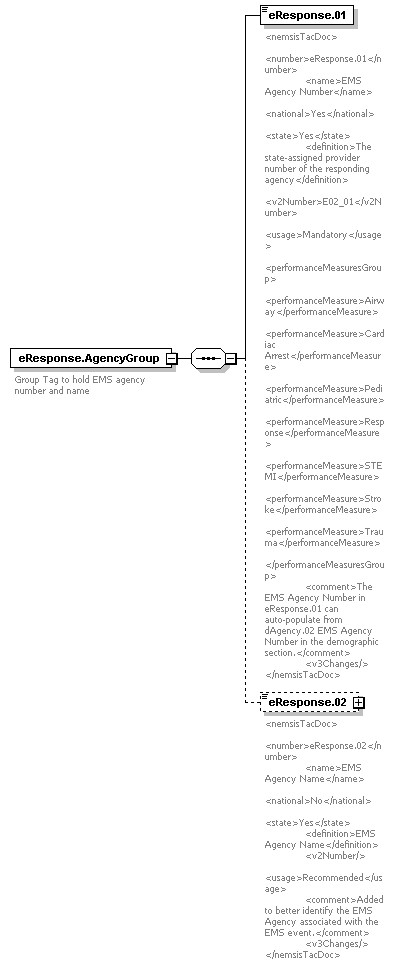 eResponse.01
<nemsisTacDoc>
<number>eResponse.01</n
umber>
<name>EMS
Agency Number</name>
<national>Yes</national>
<state>Yes</state>
<definition>The
state-assigned provider
number of the responding
agency</definition>
<v2Number>E02_01</v2N
umber>
<usage>Mandatory</usage
>
<performanceMeasuresGrou
p>
<performanceMeasure>Airw
ay</performanceMeasure>
<performanceMeasure>Card
iac
Arrest</performanceMeasur
e>
<performanceMeasure>Pedi
atric</performanceMeasure>
<performanceMeasure>Resp
onse</performanceMeasure
>
<performanceMeasure>STE
MI</performanceMeasure>
<performanceMeasure>Stro
ke</performanceMeasure>
<performanceMeasure>Trau
ma</performanceMeasure>
</performanceMeasuresGrou
p>
<comment>The
EMS Agency Number in
eResponse.01 can
auto-populate from
dAgency.02 EMS Agency
Number in the demographic
section.</comment>
<v3Changes/>
</nemsisTacDoc>
eResponse.AgencyGroup
Group Tag to hold EMS agency
number and name
eResponse.02
<nemsisTacDoc>
<number>eResponse.02</n
umber>
<name>EMS
Agency Name</name>
<national>No</national>
<state>Yes</state>
<definition>EMS
Agency Name</definition>
<v2Number/>
<usage>Recommended</us
age>
<comment>Added
to better identify the EMS
Agency associated with the
EMS event.</comment>
<v3Changes/>
</nemsisTacDoc>